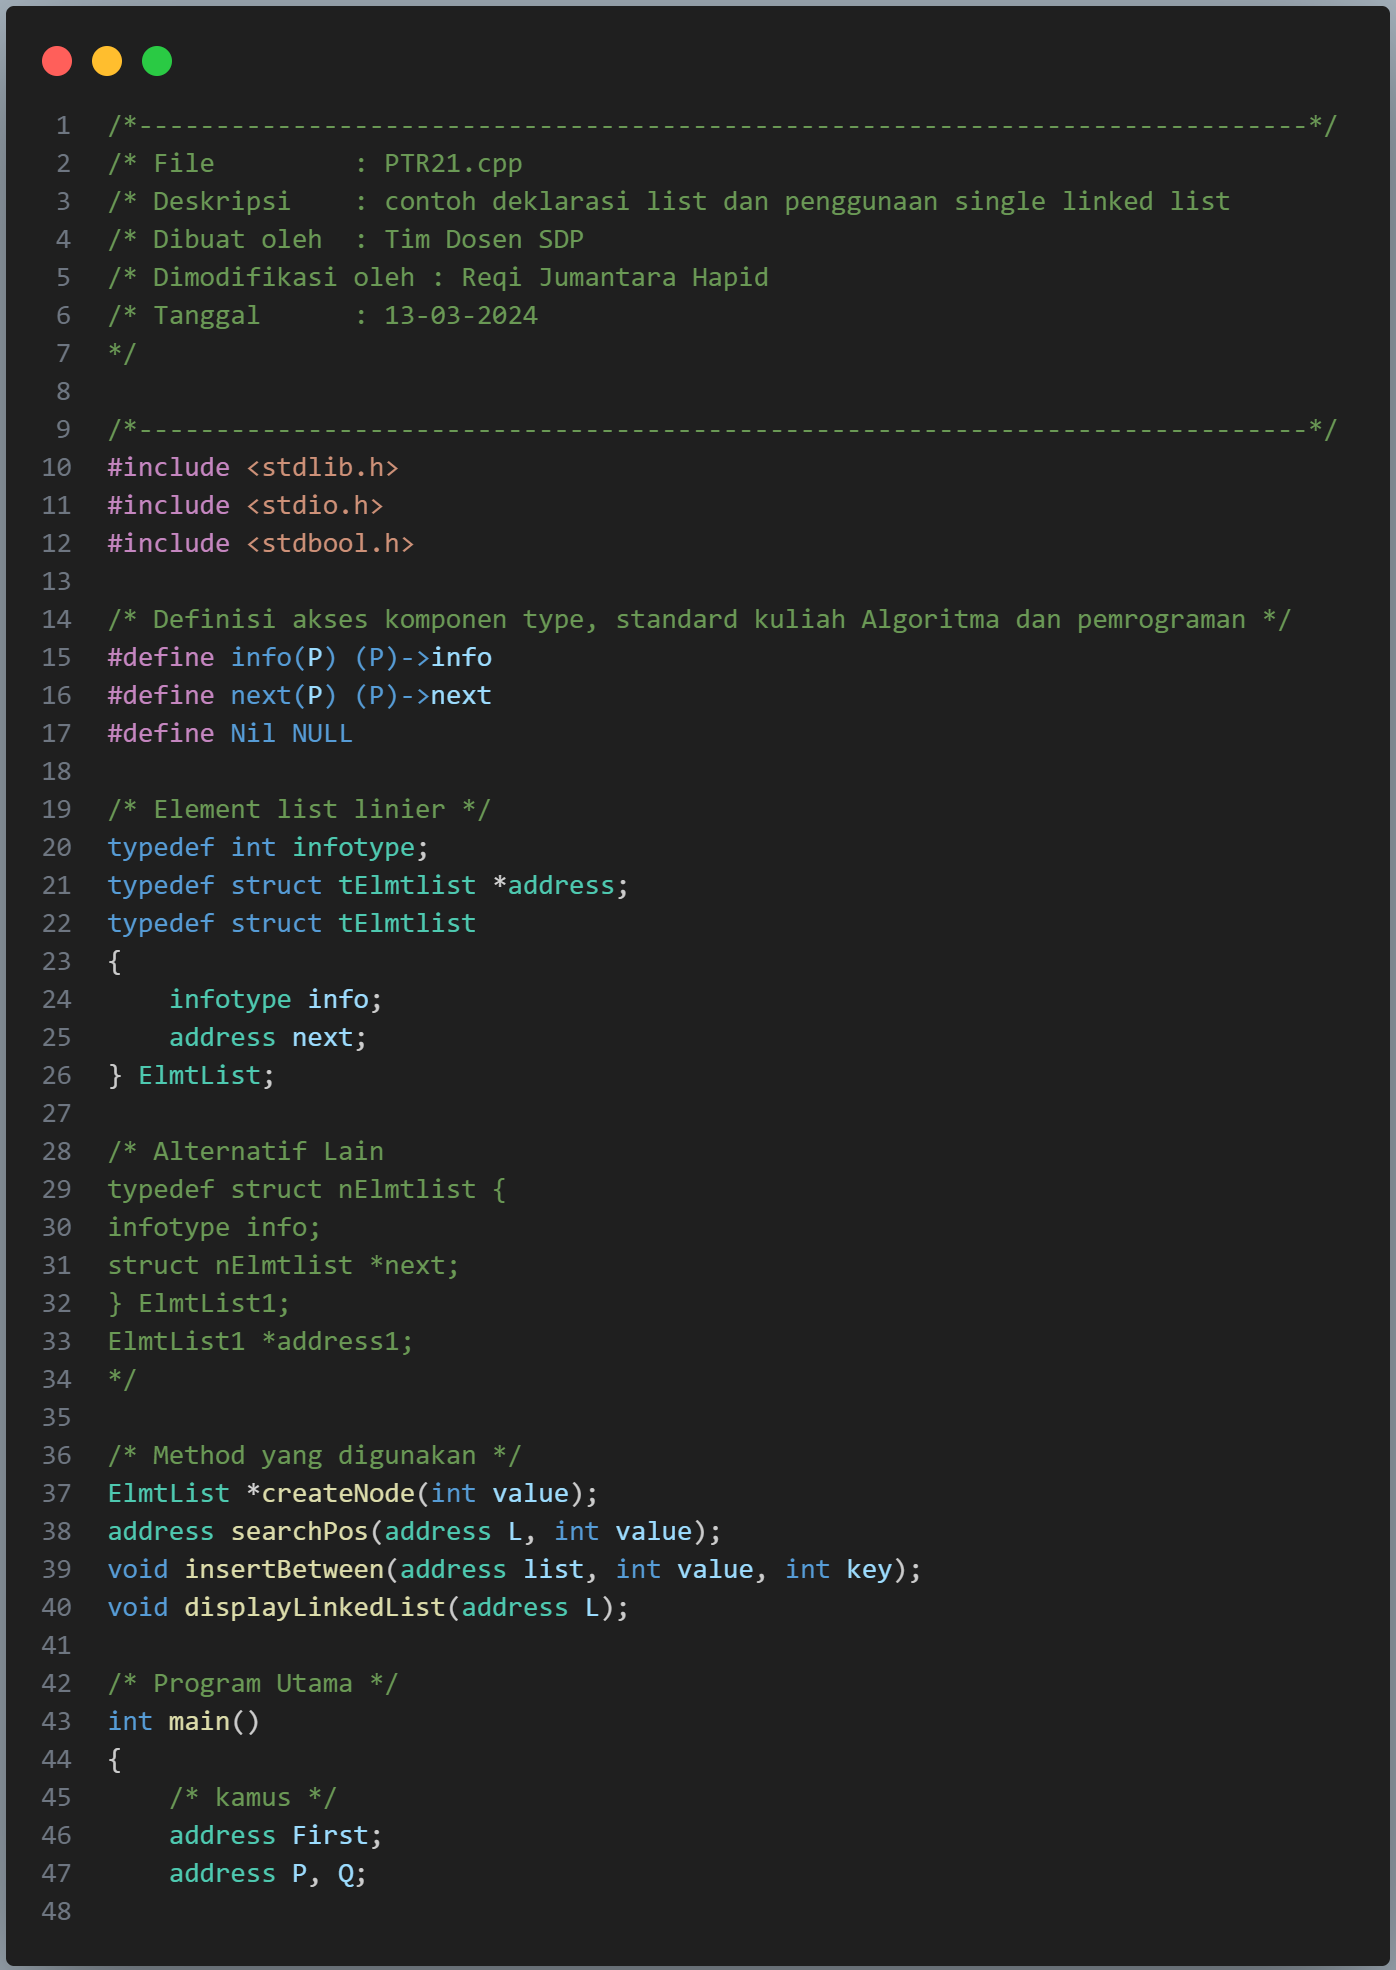 1 /*----------------------------------------------------------------------------*/
2 /* File         : PTR21.cpp
3 /* Deskripsi    : contoh deklarasi list dan penggunaan single linked list
4 /* Dibuat oleh  : Tim Dosen SDP
5 /* Dimodifikasi oleh : Reqi Jumantara Hapid
6 /* Tanggal      : 13-03-2024
7 */
8
9 /*----------------------------------------------------------------------------*/
10 #include <stdlib.h>
11 #include <stdio.h>
12 #include <stdbool.h>
13
14 /* Definisi akses komponen type, standard kuliah Algoritma dan pemrograman */
15 #define info(P) (P)->info
16 #define next(P) (P)->next
17 #define Nil NULL
18
19 /* Element list linier */
20 typedef int infotype;
21 typedef struct tElmtlist *address;
22 typedef struct tElmtlist
23 {
24     infotype info;
25     address next;
26 } ElmtList;
27
28 /* Alternatif Lain
29 typedef struct nElmtlist {
30 infotype info;
31 struct nElmtlist *next;
32 } ElmtList1;
33 ElmtList1 *address1;
34 */
35
36 /* Method yang digunakan */
37 ElmtList *createNode(int value);
38 address searchPos(address L, int value);
39 void insertBetween(address list, int value, int key);
40 void displayLinkedList(address L);
41
42 /* Program Utama */
43 int main()
44 {
45     /* kamus */
46     address First;
47     address P, Q;
48